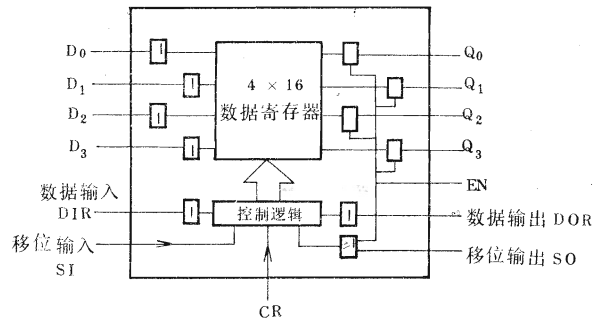 D0
D1
D2
D3
4 × 16
数据寄存器
Q0
Q1
Q2
Q3
EN
数据输入
DIR
控制逻辑
数据输出 DOR
移位输入
SI
移位输出 SO
CR